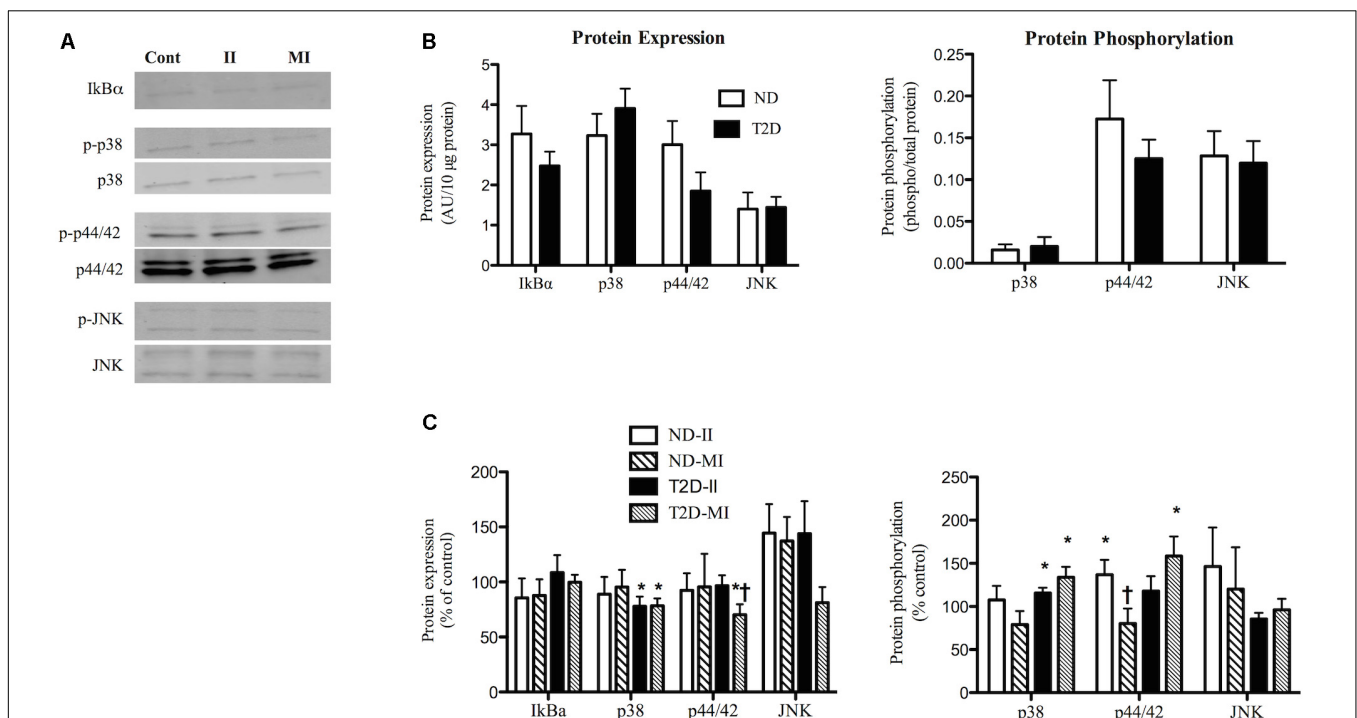 A
Cont II MI
IkBα
p-p38
p38
p-p44/42
p44/42
p-JNK
JNK
B
Protein Expression
Protein expression
(AU/10 µg protein)
5
4
3
2
1
0
ND
T2D
IkBα p38 p44/42 JNK
Protein Phosphorylation
Protein phosphorylation
(phospho/total protein)
0.25
0.20
0.15
0.10
0.05
0.00
p38 p44/42 JNK
C
ND-II
ND-MI
T2D-II
T2D-MI
Protein expression
(% of control)
200
150
100
50
0
* * *†
IkBa p38 p44/42 JNK
Protein phosphorylation
(% control)
250
200
150
100
50
0
* * * † *
p38 p44/42 JNK